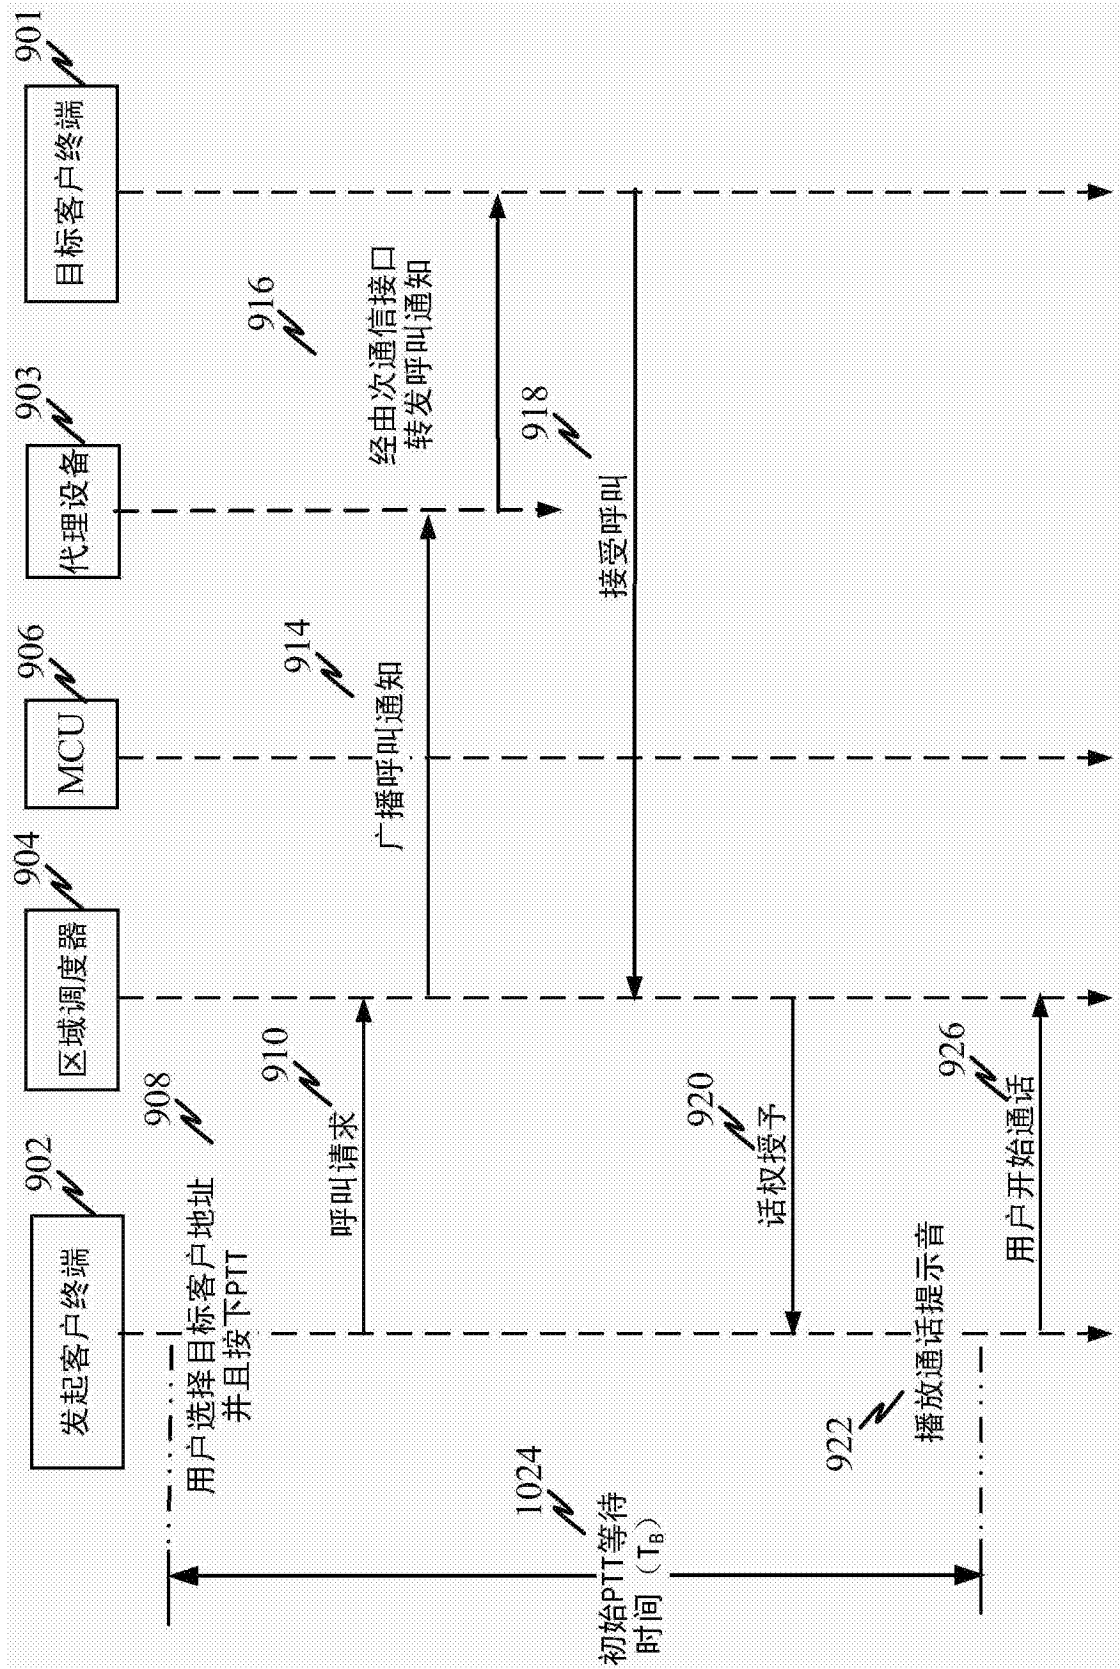 发起客户终端
902
区域调度器
904
MCU
906
代理设备
903
目标客户终端
901
用户选择目标客户地址
并且按下PTT
908
呼叫请求
910
广播呼叫通知
914
经由次通信接口
转发呼叫通知
916
接受呼叫
918
话权授予
920
播放通话提示音
922
用户开始通话
926
初始PTT等待
时间（TB）
1024